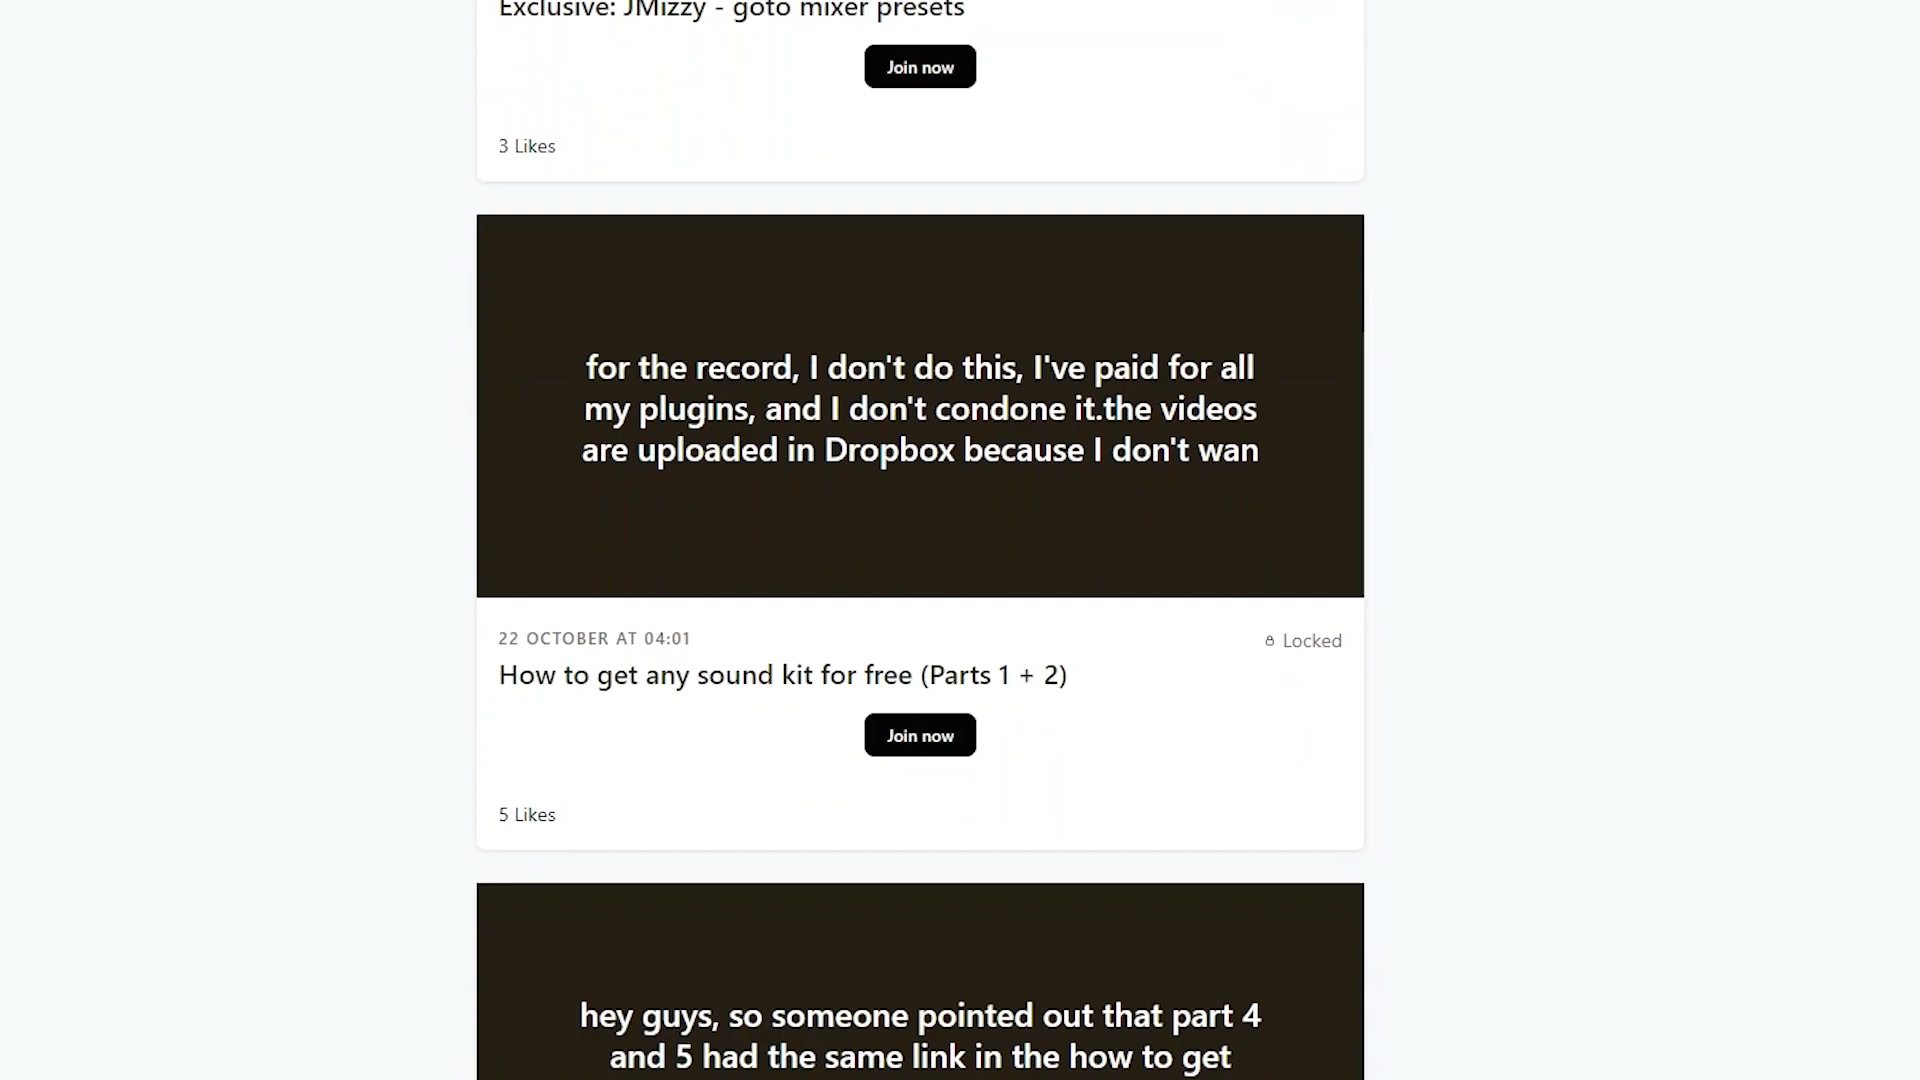 Exclusive: JMizzy - goto mixer presets
Join now
3 Likes
for the record, I don't do this, I've paid for all
my plugins, and I don't condone it.the videos
are uploaded in Dropbox because I don't wan
22 OCTOBER AT 04:01
Locked
How to get any sound kit for free (Parts 1 + 2)
Join now
5 Likes
hey guys, so someone pointed out that part 4
and 5 had the same link in the how to get